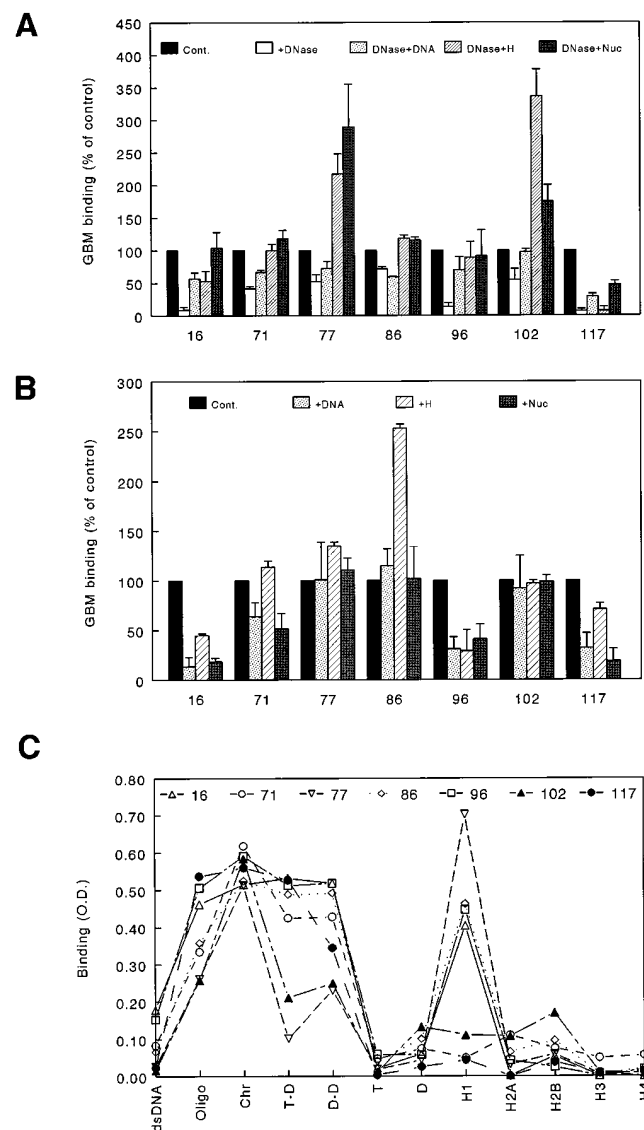 A
450
400
350
300
250
200
150
100
50
0
GBM binding (% of control)
Cont. +DNase DNase+DNA DNase+H DNase+Nuc
16 71 77 86 96 102 117
B
300
250
200
150
100
50
0
GBM binding (% of control)
Cont. +DNA +H +Nuc
16 71 77 86 96 102 117
C
0.80
0.70
0.60
0.50
0.40
0.30
0.20
0.10
0.00
Binding (O.D.)
16 71 77 86 96 102 117
dsDNA Oligo Chr T-D D-D T D H1 H2A H2B H3 H4